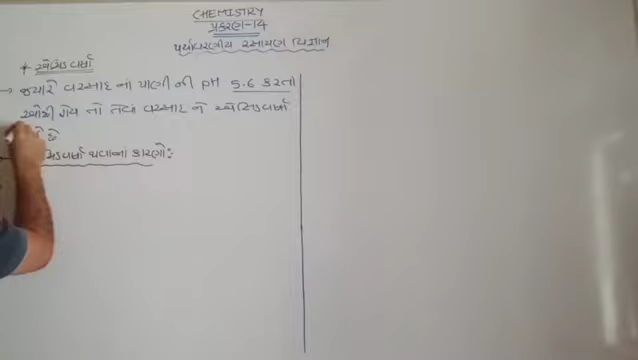 CHEMISTRY
પ્રકરણ-14
પર્યાવરણીય રસાયણ વિજ્ઞાન
* એસિડવર્ષા
→ જ્યારે વરસાદ નાં પાણી ની pH 5.6 કરતાં
ઓછી હોય તો તેવાં વરસાદ ને એસિડવર્ષા
છે
વર્ષા થવાનાં કારણો: